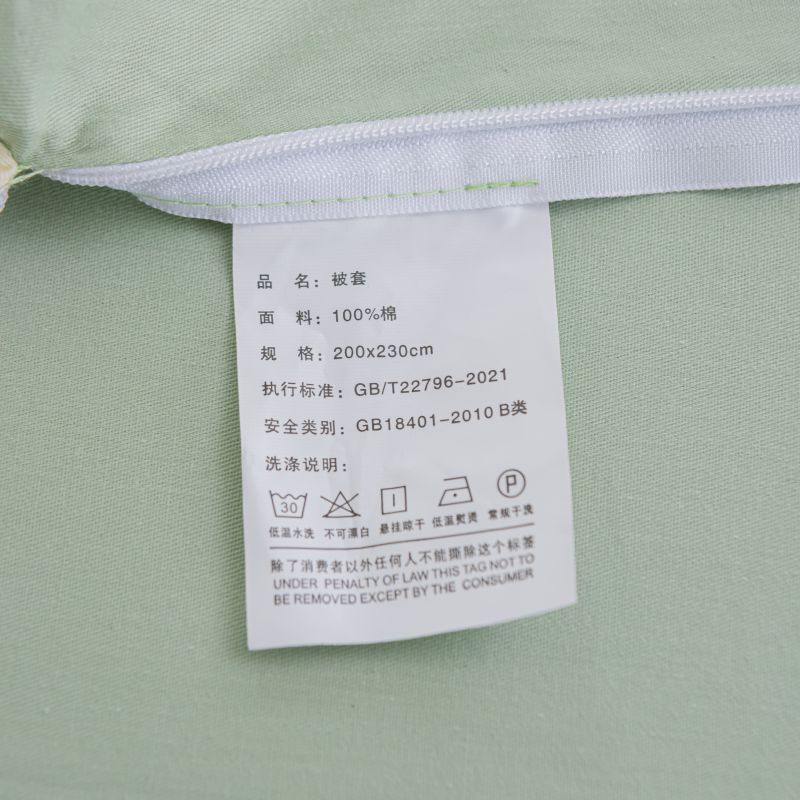 品 名：被套
面 料：100%棉
规 格：200x230cm
执行标准：GB/T22796-2021
安全类别：GB18401-2010 B类
洗涤说明：
30 P
低温水洗 不可漂白 悬挂晾干 低温熨烫 常规干洗
除了消费者以外任何人不能撕除这个标签
UNDER PENALTY OF LAW THIS TAG NOT TO
BE REMOVED EXCEPT BY THE CONSUMER